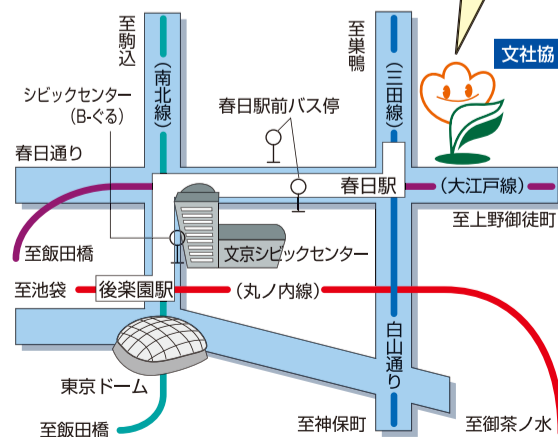 至駒込
(南北線)
至巣鴨
(三田線)
文社協
シビックセンター
(B-ぐる)
春日駅前バス停
春日通り
春日駅
(大江戸線)
至上野御徒町
至飯田橋
文京シビックセンター
至池袋
後楽園駅
(丸ノ内線)
白山通り
東京ドーム
至飯田橋
至神保町
至御茶ノ水